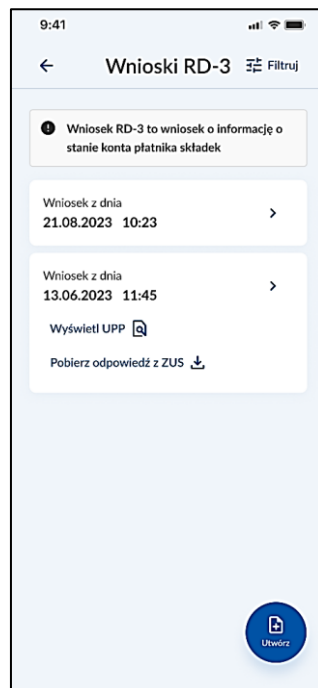 9:41
Wnioski RD-3 Filtruj
Wniosek RD-3 to wniosek o informację o
stanie konta płatnika składek
Wniosek z dnia
21.08.2023 10:23
Wniosek z dnia
13.06.2023 11:45
Wyświetl UPP
Pobierz odpowiedź z ZUS
Utwórz